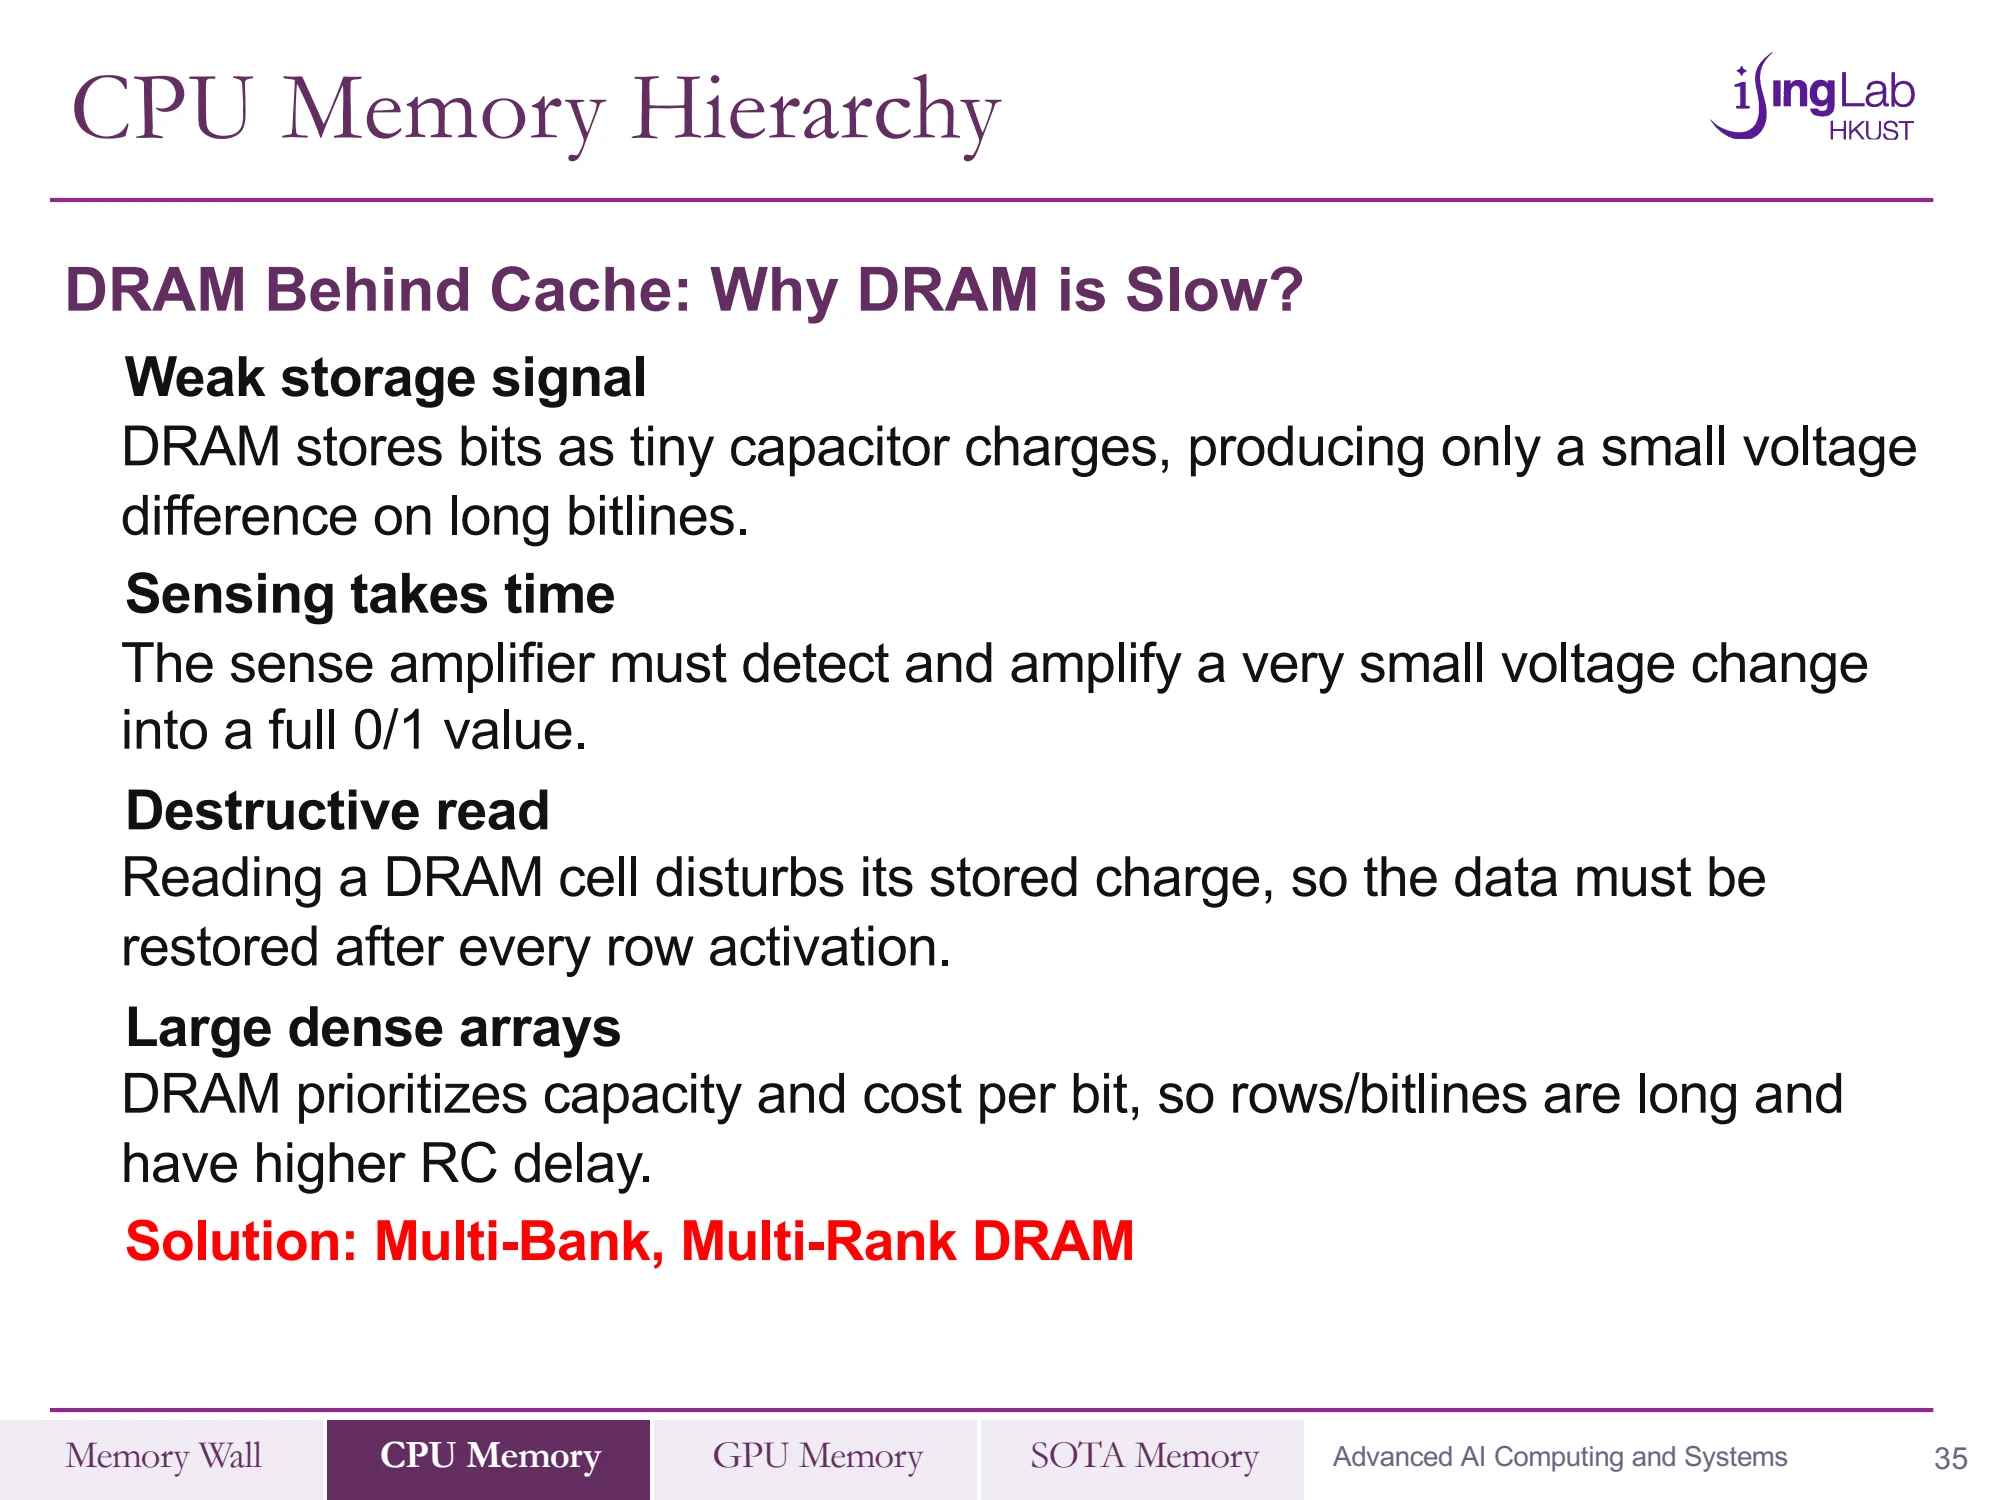 CPU Memory Hierarchy
isingLab
HKUST
DRAM Behind Cache: Why DRAM is Slow?
Weak storage signal
DRAM stores bits as tiny capacitor charges, producing only a small voltage
difference on long bitlines.
Sensing takes time
The sense amplifier must detect and amplify a very small voltage change
into a full 0/1 value.
Destructive read
Reading a DRAM cell disturbs its stored charge, so the data must be
restored after every row activation.
Large dense arrays
DRAM prioritizes capacity and cost per bit, so rows/bitlines are long and
have higher RC delay.
Solution: Multi-Bank, Multi-Rank DRAM
Memory Wall
CPU Memory
GPU Memory
SOTA Memory
Advanced AI Computing and Systems
35